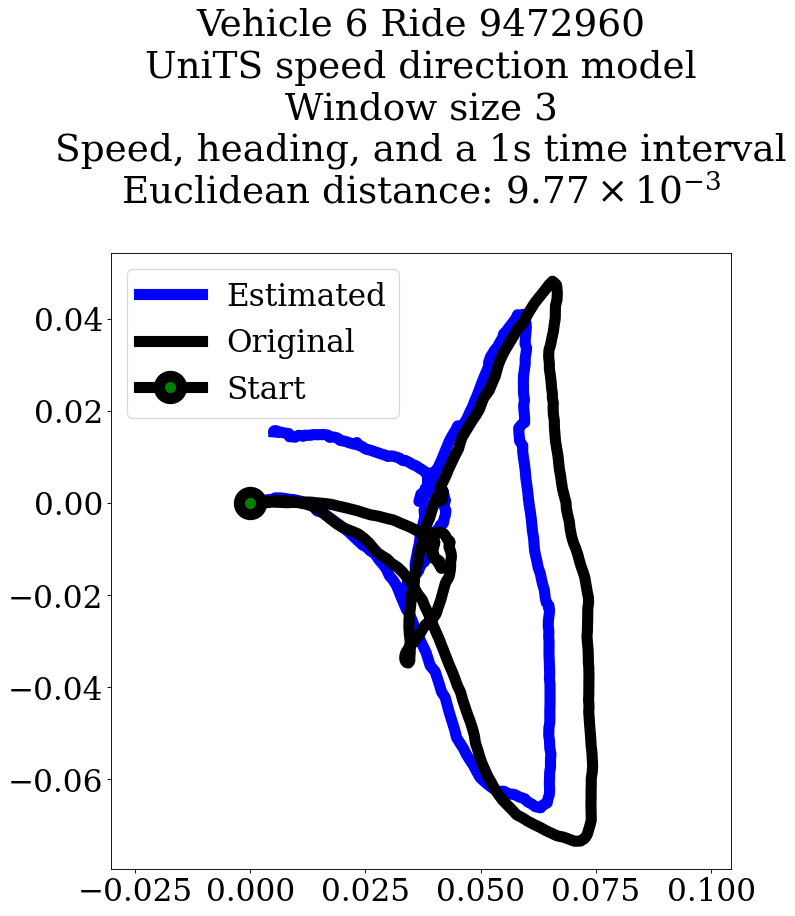 Vehicle 6 Ride 9472960
UniTS speed direction model
Window size 3
Speed, heading, and a 1s time interval
Euclidean distance: 9.77 × 10⁻³
Estimated
Original
Start
0.04
0.02
0.00
−0.02
−0.04
−0.06
−0.025 0.000 0.025 0.050 0.075 0.100